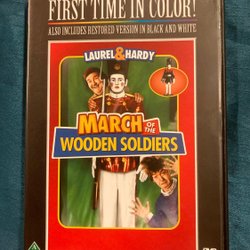 FIRST TIME IN COLOR!
ALSO INCLUDES RESTORED VERSION IN BLACK AND WHITE
LAUREL & HARDY
MARCH OF THE
WOODEN SOLDIERS